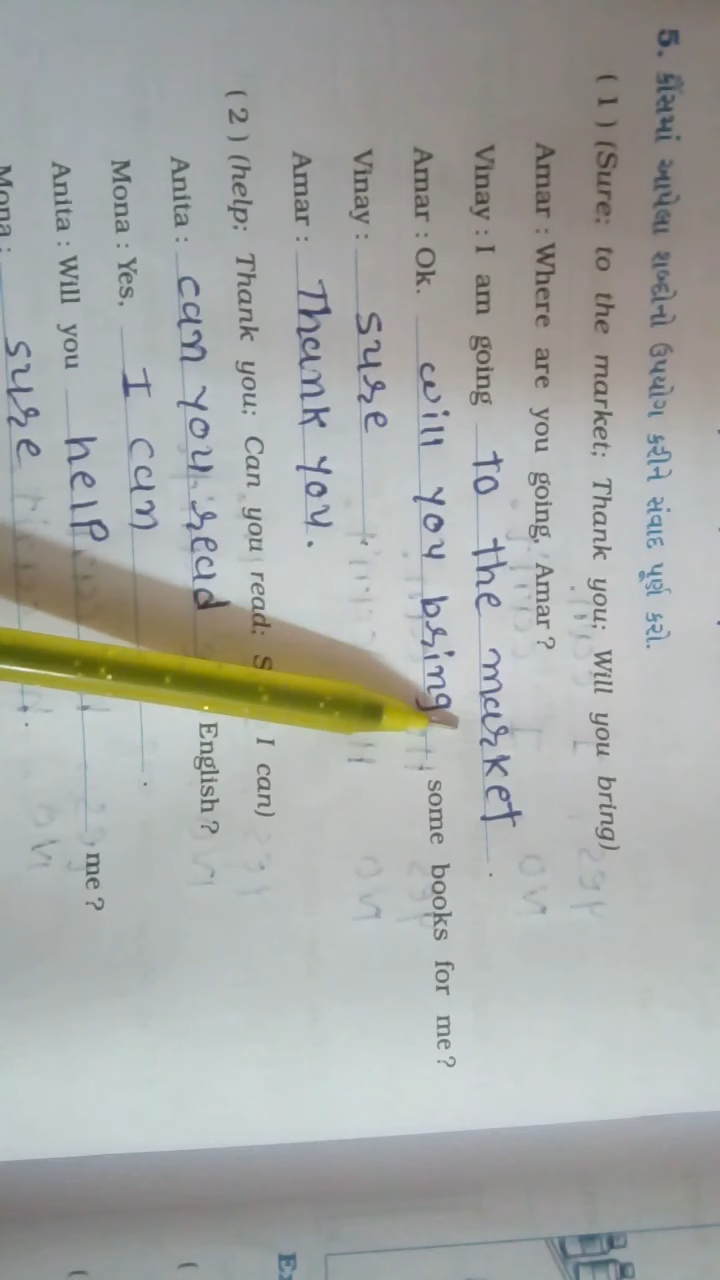 5. કૌંસમાં આપેલા શબ્દોનો ઉપયોગ કરીને સંવાદ પૂર્ણ કરો.
( 1 ) (Sure; to the market; Thank you; Will you bring)
Amar : Where are you going, Amar ?
Vinay : I am going to the market .
Amar : Ok. will you bring some books for me ?
Vinay : sure
Amar : Thank you.
( 2 ) (help; Thank you; Can you read; S I can)
Anita : can you read English ?
Mona : Yes, I can .
Anita : Will you help me ?
Mona : sure .